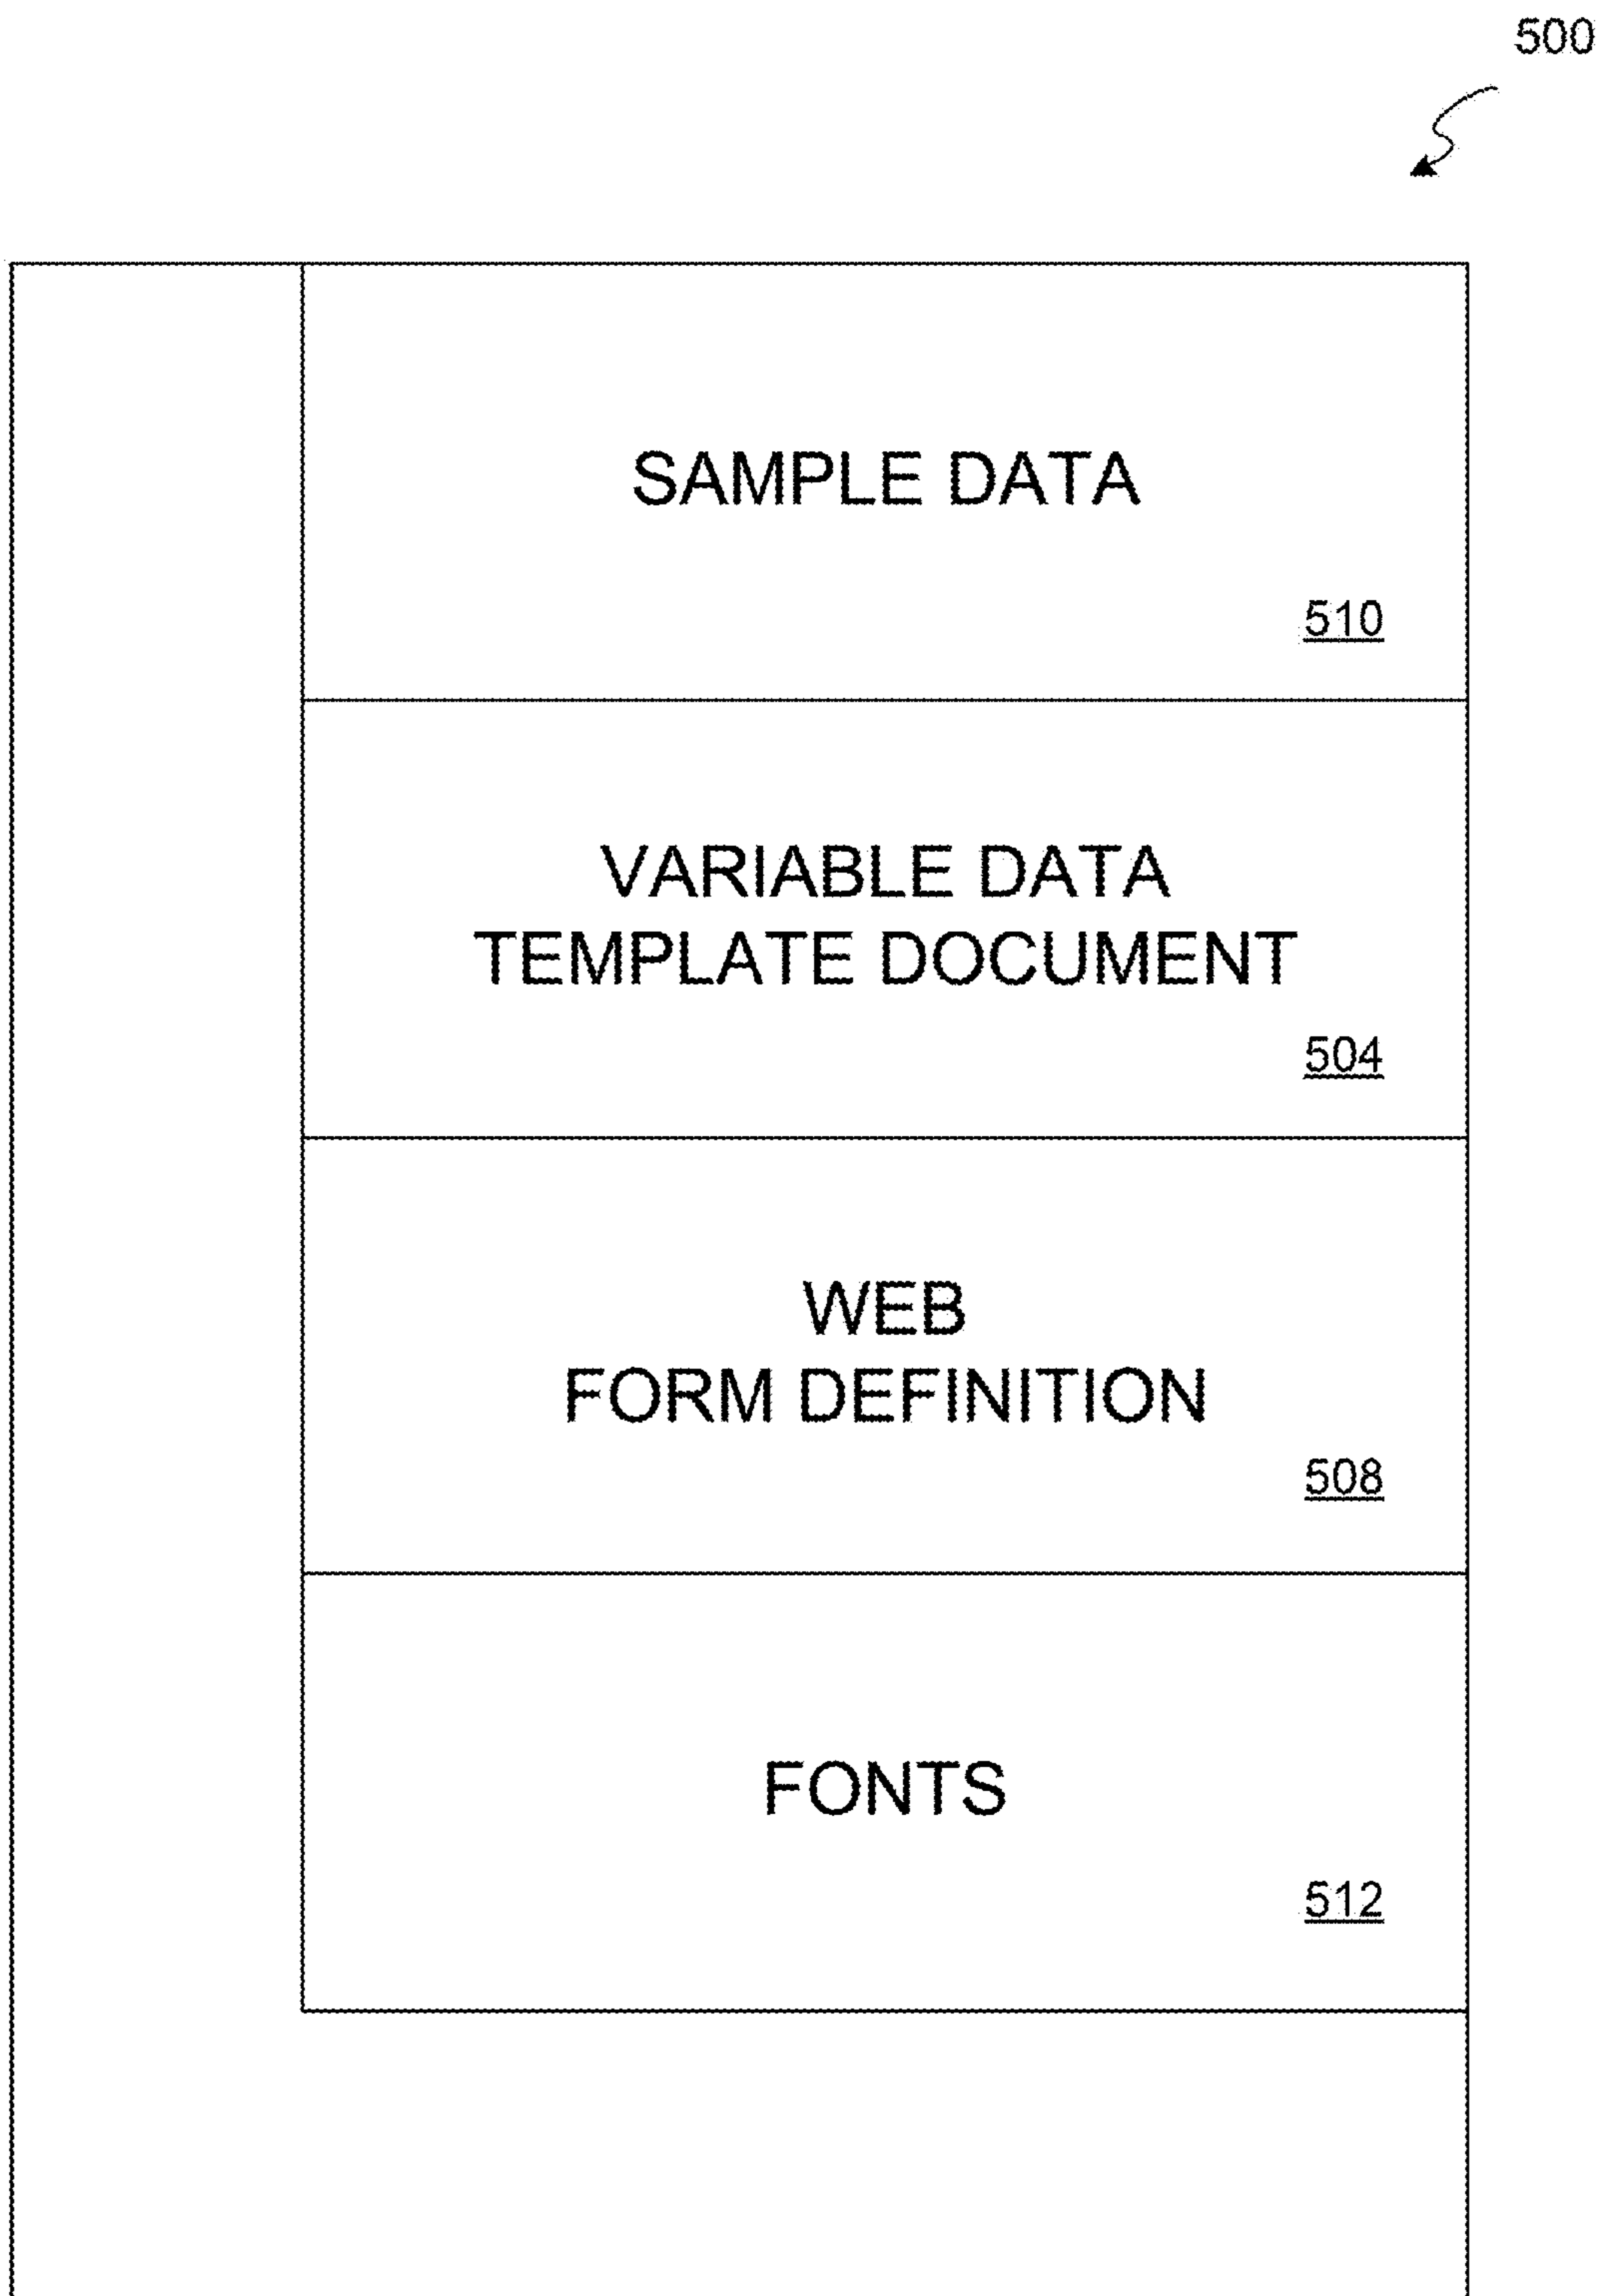 500
SAMPLE DATA
510
VARIABLE DATA
TEMPLATE DOCUMENT
504
WEB
FORM DEFINITION
508
FONTS
512